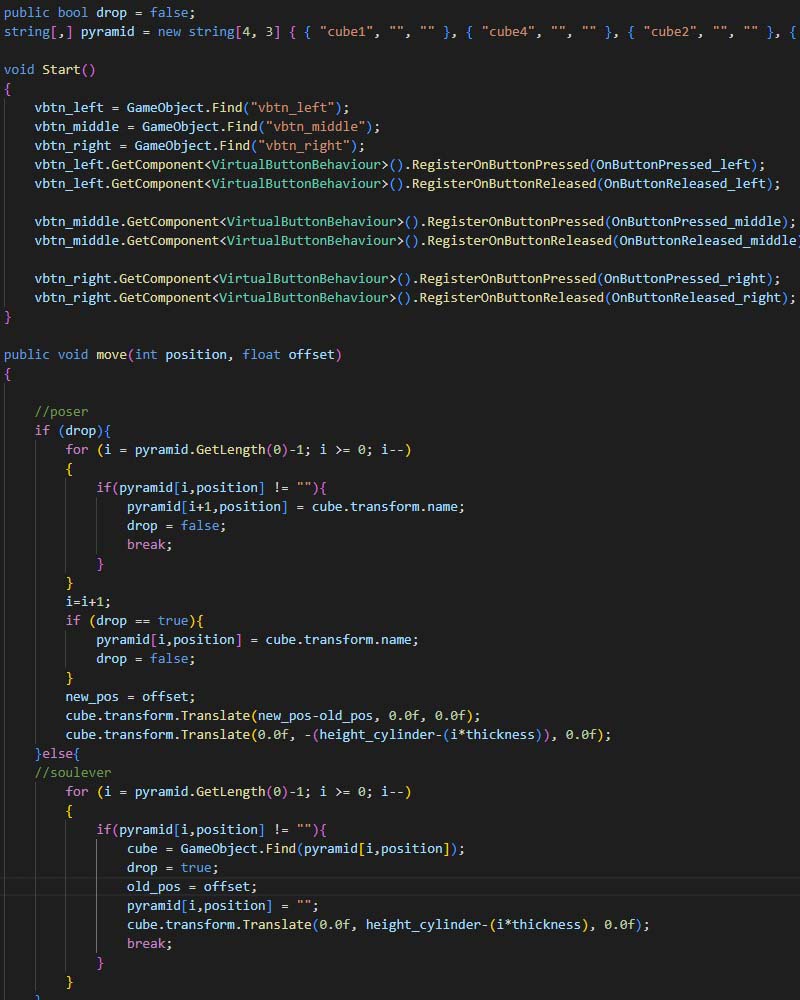 public bool drop = false;
string[,] pyramid = new string[4, 3] { { "cube1", "", "" }, { "cube4", "", "" }, { "cube2", "", "" }, {
void Start()
{
    vbtn_left = GameObject.Find("vbtn_left");
    vbtn_middle = GameObject.Find("vbtn_middle");
    vbtn_right = GameObject.Find("vbtn_right");
    vbtn_left.GetComponent<VirtualButtonBehaviour>().RegisterOnButtonPressed(OnButtonPressed_left);
    vbtn_left.GetComponent<VirtualButtonBehaviour>().RegisterOnButtonReleased(OnButtonReleased_left);
    vbtn_middle.GetComponent<VirtualButtonBehaviour>().RegisterOnButtonPressed(OnButtonPressed_middle);
    vbtn_middle.GetComponent<VirtualButtonBehaviour>().RegisterOnButtonReleased(OnButtonReleased_middle)
    vbtn_right.GetComponent<VirtualButtonBehaviour>().RegisterOnButtonPressed(OnButtonPressed_right);
    vbtn_right.GetComponent<VirtualButtonBehaviour>().RegisterOnButtonReleased(OnButtonReleased_right);
}
public void move(int position, float offset)
{
    //poser
    if (drop){
        for (i = pyramid.GetLength(0)-1; i >= 0; i--)
        {
            if(pyramid[i,position] != ""){
                pyramid[i+1,position] = cube.transform.name;
                drop = false;
                break;
            }
        }
        i=i+1;
        if (drop == true){
            pyramid[i,position] = cube.transform.name;
            drop = false;
        }
        new_pos = offset;
        cube.transform.Translate(new_pos-old_pos, 0.0f, 0.0f);
        cube.transform.Translate(0.0f, -(height_cylinder-(i*thickness)), 0.0f);
    }else{
    //soulever
        for (i = pyramid.GetLength(0)-1; i >= 0; i--)
        {
            if(pyramid[i,position] != ""){
                cube = GameObject.Find(pyramid[i,position]);
                drop = true;
                old_pos = offset;
                pyramid[i,position] = "";
                cube.transform.Translate(0.0f, height_cylinder-(i*thickness), 0.0f);
                break;
            }
        }
    }